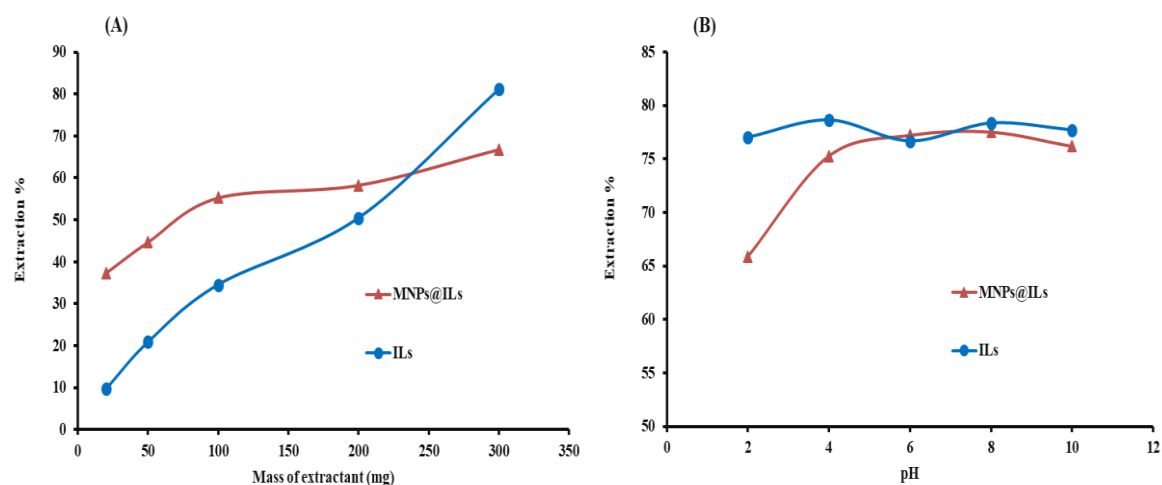 (A)
90
80
70
60
50
40
30
20
10
0
Extraction %
0 50 100 150 200 250 300 350
Mass of extractant (mg)
MNPs@ILs
ILs
(B)
85
80
75
70
65
60
55
50
Extraction %
0 2 4 6 8 10 12
pH
MNPs@ILs
ILs